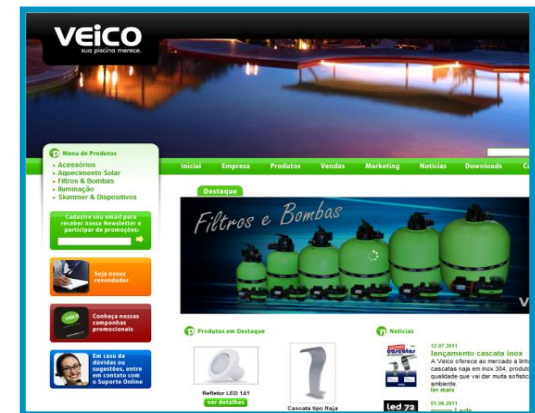 VEiCO
sua piscina merece.
Menu de Produtos
Acessórios
Aquecimento Solar
Filtros & Bombas
Iluminação
Skimmer & Dispositivos
Cadastre seu email para
receber nossa Newsletter e
participar de promoções:
Seja nosso
revendedor
Conheça nossas
campanhas
promocionais
Em caso de
dúvidas ou
sugestões, entre
em contato com
o Suporte Online
Inicial Empresa Produtos Vendas Marketing Notícias Downloads
Destaque
Filtros e Bombas
Produtos em Destaque
Refletor LED 141
ver detalhes
Cascata tipo Naja
Notícias
12.07.2011
lançamento cascata inox
A Veico oferece ao mercado a linha
cascatas naja em inox 304, produto
qualidade que vai dar muita
ambiente.
ler mais
cascatas
01.06.2011
led 72